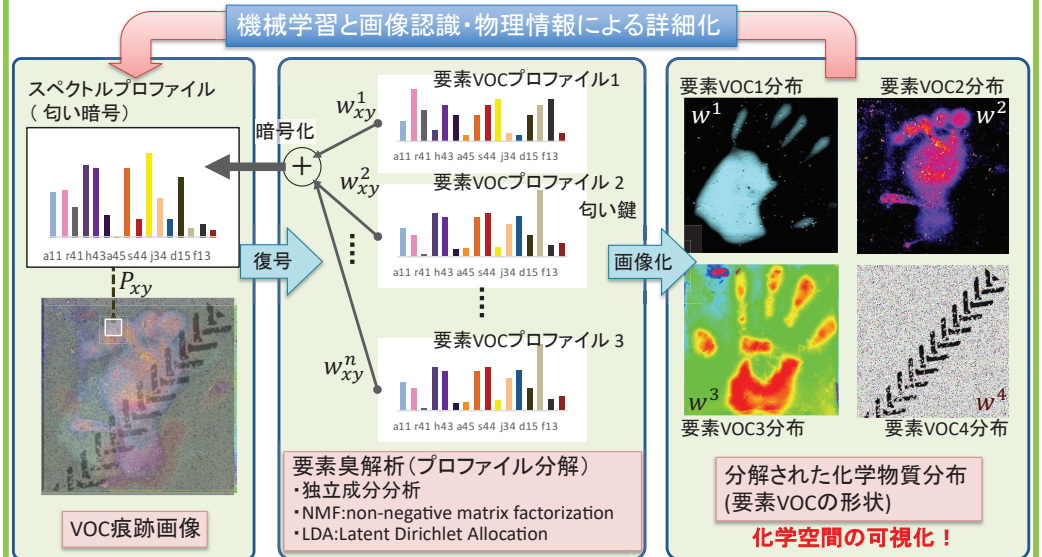 機械学習と画像認識・物理情報による詳細化
スペクトルプロファイル
(匂い暗号)
a11 r41 h43 a45 s44 j34 d15 f13
P_xy
VOC痕跡画像
暗号化
+
復号
要素VOCプロファイル1
w^1_xy
a11 r41 h43 a45 s44 j34 d15 f13
要素VOCプロファイル 2
匂い鍵
w^2_xy
a11 r41 h43 a45 s44 j34 d15 f13
要素VOCプロファイル 3
w^n_xy
a11 r41 h43 a45 s44 j34 d15 f13
要素臭解析(プロファイル分解)
・独立成分分析
・NMF:non-negative matrix factorization
・LDA:Latent Dirichlet Allocation
画像化
要素VOC1分布
w^1
要素VOC2分布
w^2
w^3
要素VOC3分布
w^4
要素VOC4分布
分解された化学物質分布
(要素VOCの形状)
化学空間の可視化!